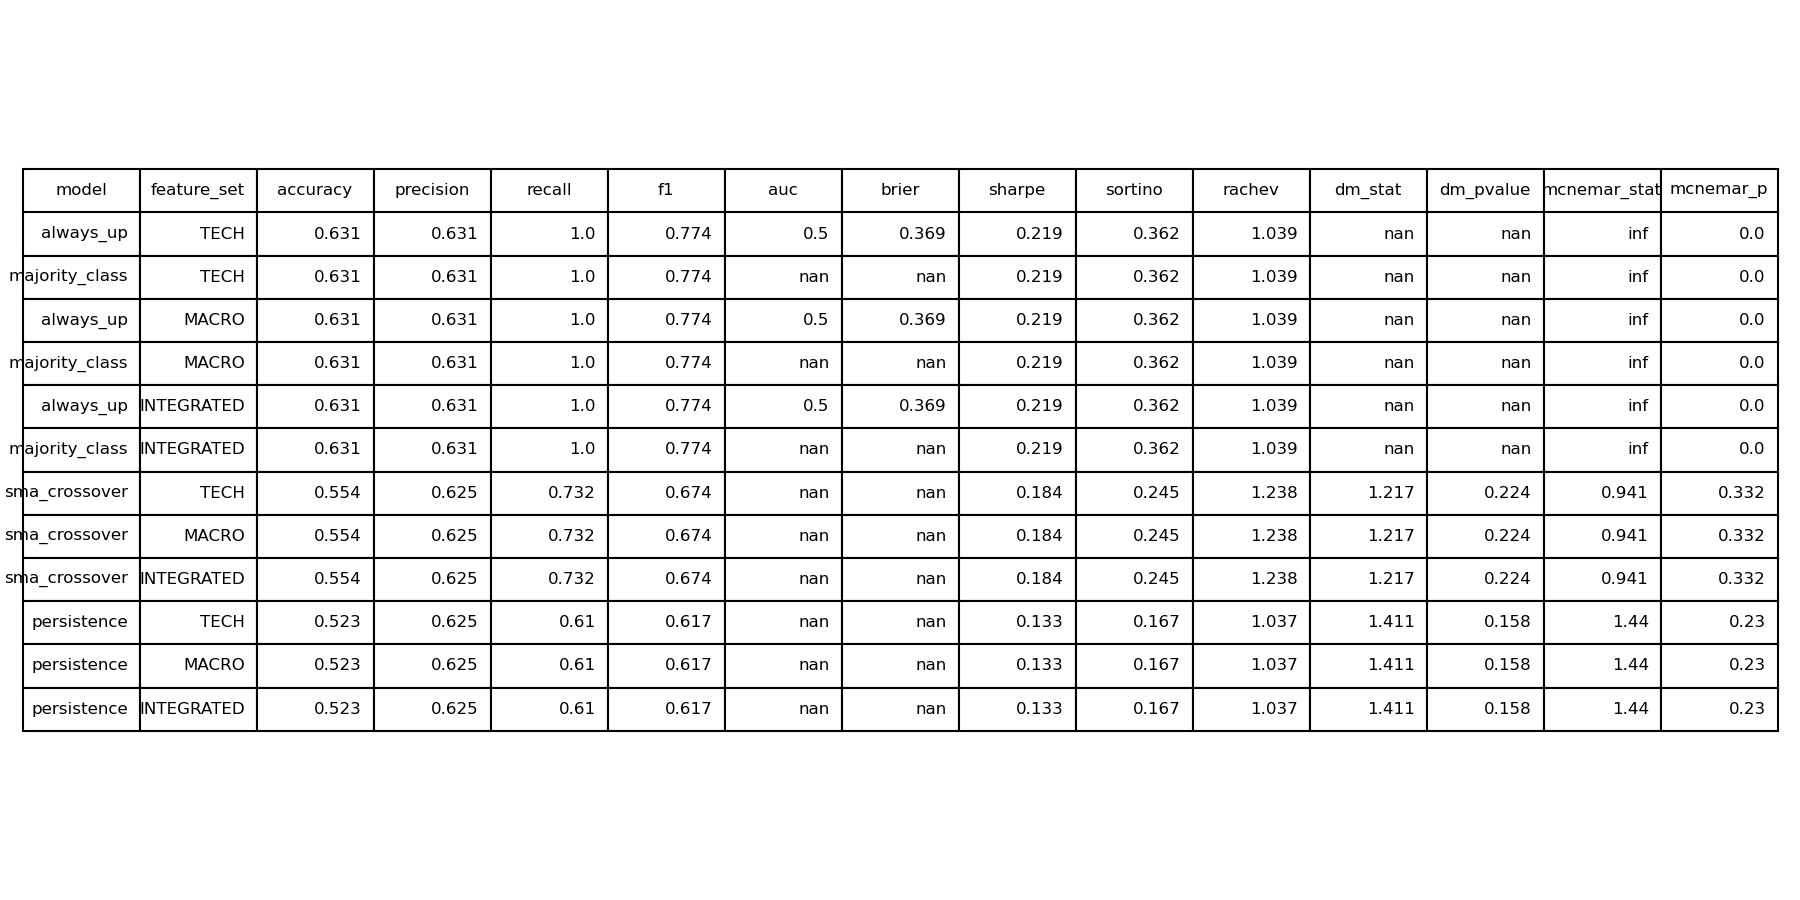 model feature_set accuracy precision recall f1 auc brier sharpe sortino rachev dm_stat dm_pvalue mcnemar_stat mcnemar_p
always_up TECH 0.631 0.631 1.0 0.774 0.5 0.369 0.219 0.362 1.039 nan nan inf 0.0
majority_class TECH 0.631 0.631 1.0 0.774 nan nan 0.219 0.362 1.039 nan nan inf 0.0
always_up MACRO 0.631 0.631 1.0 0.774 0.5 0.369 0.219 0.362 1.039 nan nan inf 0.0
majority_class MACRO 0.631 0.631 1.0 0.774 nan nan 0.219 0.362 1.039 nan nan inf 0.0
always_up INTEGRATED 0.631 0.631 1.0 0.774 0.5 0.369 0.219 0.362 1.039 nan nan inf 0.0
majority_class INTEGRATED 0.631 0.631 1.0 0.774 nan nan 0.219 0.362 1.039 nan nan inf 0.0
sma_crossover TECH 0.554 0.625 0.732 0.674 nan nan 0.184 0.245 1.238 1.217 0.224 0.941 0.332
sma_crossover MACRO 0.554 0.625 0.732 0.674 nan nan 0.184 0.245 1.238 1.217 0.224 0.941 0.332
sma_crossover INTEGRATED 0.554 0.625 0.732 0.674 nan nan 0.184 0.245 1.238 1.217 0.224 0.941 0.332
persistence TECH 0.523 0.625 0.61 0.617 nan nan 0.133 0.167 1.037 1.411 0.158 1.44 0.23
persistence MACRO 0.523 0.625 0.61 0.617 nan nan 0.133 0.167 1.037 1.411 0.158 1.44 0.23
persistence INTEGRATED 0.523 0.625 0.61 0.617 nan nan 0.133 0.167 1.037 1.411 0.158 1.44 0.23